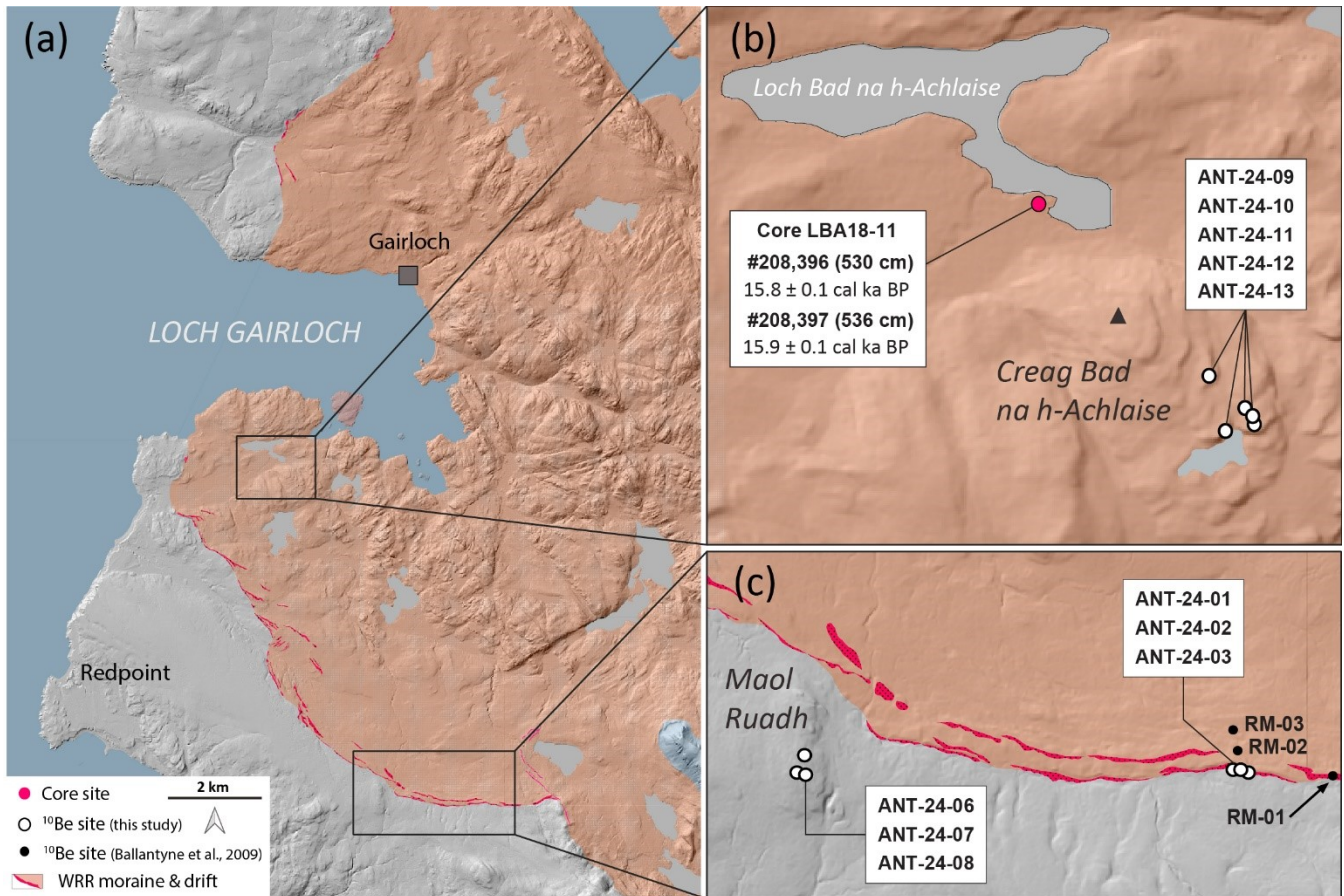 (a)
Gairloch
LOCH GAIRLOCH
Redpoint
Core site
2 km
¹⁰Be site (this study)
¹⁰Be site (Ballantyne et al., 2009)
WRR moraine & drift
(b)
Loch Bad na h-Achlaise
Core LBA18-11
#208,396 (530 cm)
15.8 ± 0.1 cal ka BP
#208,397 (536 cm)
15.9 ± 0.1 cal ka BP
ANT-24-09
ANT-24-10
ANT-24-11
ANT-24-12
ANT-24-13
Creag Bad
na h-Achlaise
(c)
ANT-24-01
ANT-24-02
ANT-24-03
Maol
Ruadh
RM-03
RM-02
RM-01
ANT-24-06
ANT-24-07
ANT-24-08